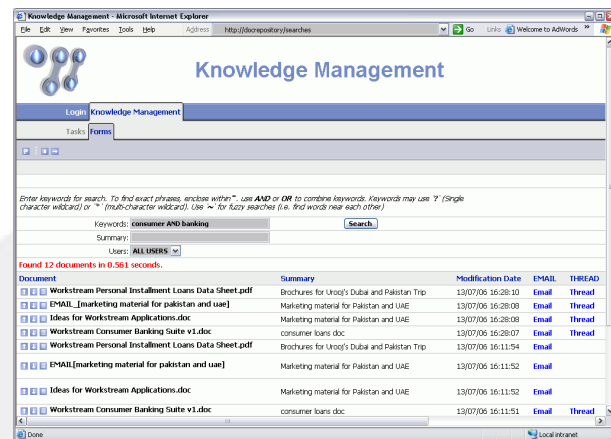 Knowledge Management - Microsoft Internet Explorer
File Edit View Favorites Tools Help Address http://docrepository/searches Go Links Welcome to AdWords »
Knowledge Management
Login Knowledge Management
Tasks Forms
Enter keywords for search. To find exact phrases, enclose within". use AND or OR to combine keywords. Keywords may use '?' (Single
character wildcard) or '*' (multi-character wildcard). Use '~' for fuzzy searches (i.e. find words near each other)
Keywords: consumer AND banking Search
Summary:
Users: ALL USERS
Found 12 documents in 0.561 seconds.
Document Summary Modification Date EMAIL THREAD
Workstream Personal Installment Loans Data Sheet.pdf Brochures for Urooj's Dubai and Pakistan Trip 13/07/06 16:28:10 Email Thread
EMAIL_[marketing material for pakistan and uae] Marketing material for Pakistan and UAE 13/07/06 16:28:08 Email Thread
Ideas for Workstream Applications.doc Marketing material for Pakistan and UAE 13/07/06 16:28:08 Email Thread
Workstream Consumer Banking Suite v1.doc consumer loans doc 13/07/06 16:28:07 Email Thread
Workstream Personal Installment Loans Data Sheet.pdf Brochures for Urooj's Dubai and Pakistan Trip 13/07/06 16:11:54 Email
EMAIL[marketing material for pakistan and uae] Marketing material for Pakistan and UAE 13/07/06 16:11:52 Email
Ideas for Workstream Applications.doc Marketing material for Pakistan and UAE 13/07/06 16:11:52 Email
Workstream Consumer Banking Suite v1.doc consumer loans doc 13/07/06 16:11:51 Email Thread
Done Local intranet